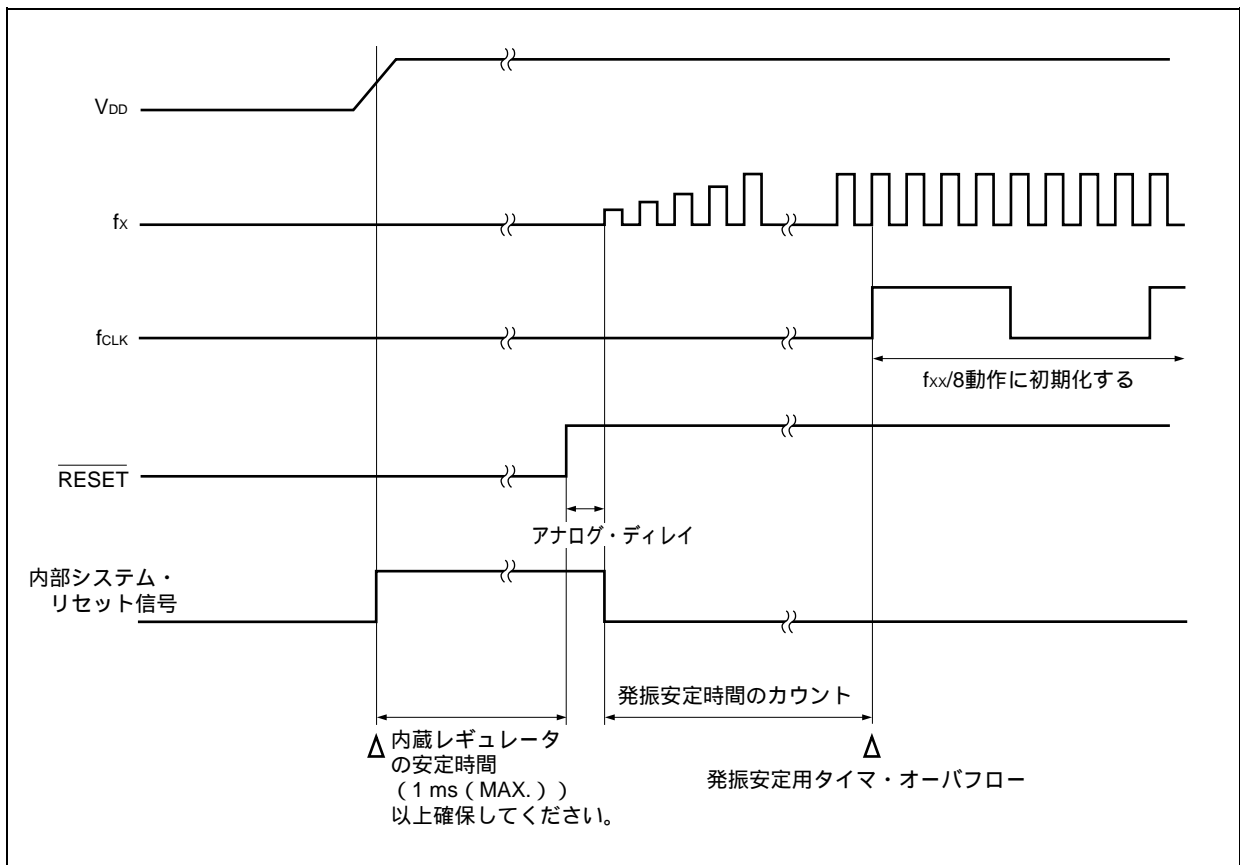 VDD
fX
fCLK
fXX/8動作に初期化する
RESET
アナログ・ディレイ
内部システム・
リセット信号
発振安定時間のカウント
内蔵レギュレータ
の安定時間
（1 ms（MAX.））
以上確保してください。
発振安定用タイマ・オーバフロー